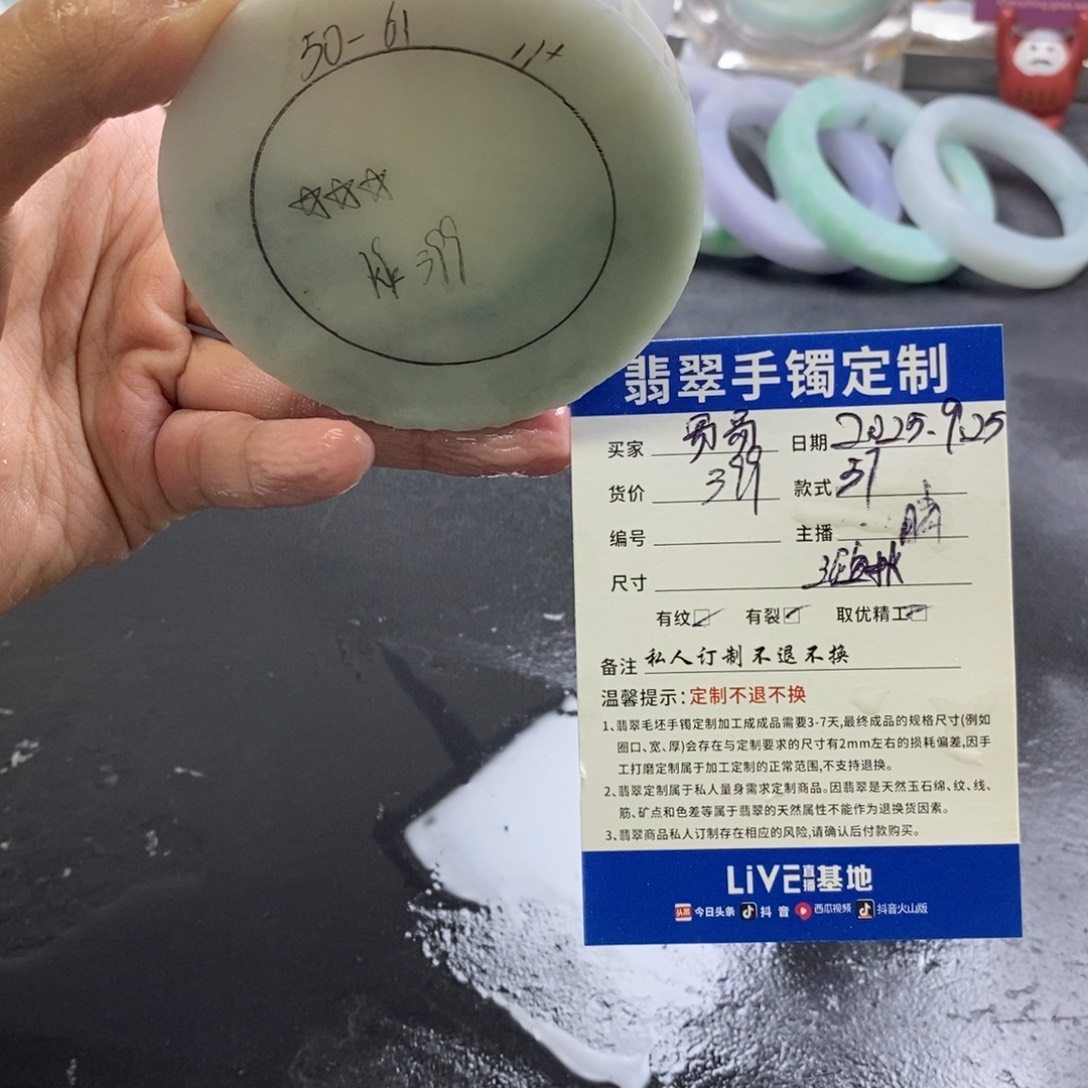 50-61 11+
☆☆☆
399
翡翠手镯定制
买家 日期 2025.9.25
货价 399 款式 57
编号 主播
尺寸
有纹 有裂 取优精工
备注 私人订制不退不换
温馨提示:定制不退不换
1、翡翠毛坯手镯定制加工成成品需要3-7天,最终成品的规格尺寸(例如
圈口、宽、厚)会存在与定制要求的尺寸有2mm左右的损耗偏差,因手
工打磨定制属于加工定制的正常范围,不支持退换。
2、翡翠定制属于私人量身需求定制商品。因翡翠是天然玉石绵、纹、线、
筋、矿点和色差等属于翡翠的天然属性不能作为退换货因素。
3、翡翠商品私人订制存在相应的风险,请确认后付款购买。
LiVE直播基地
头条 今日头条 抖音 西瓜视频 抖音火山版